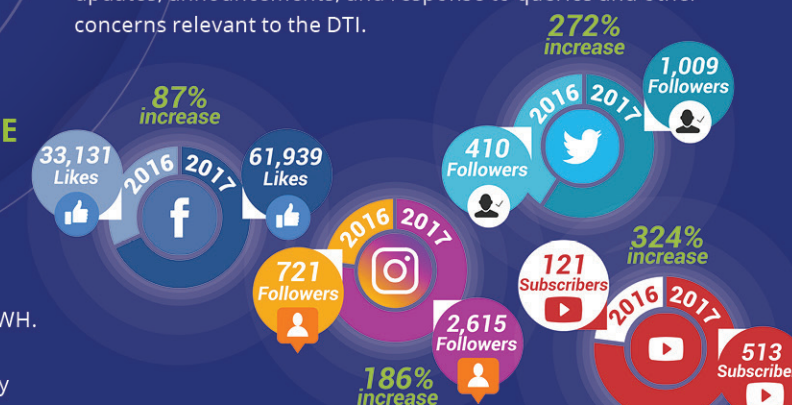 concerns relevant to the DTI.
272%
increase
1,009
Followers
2016 2017
410
Followers
87%
increase
E
33,131
Likes
2016 2017
61,939
Likes
f
2016 2017
721
Followers
2,615
Followers
186%
increase
324%
increase
121
Subscribers
2016 2017
513
Subscribe
WH.
y